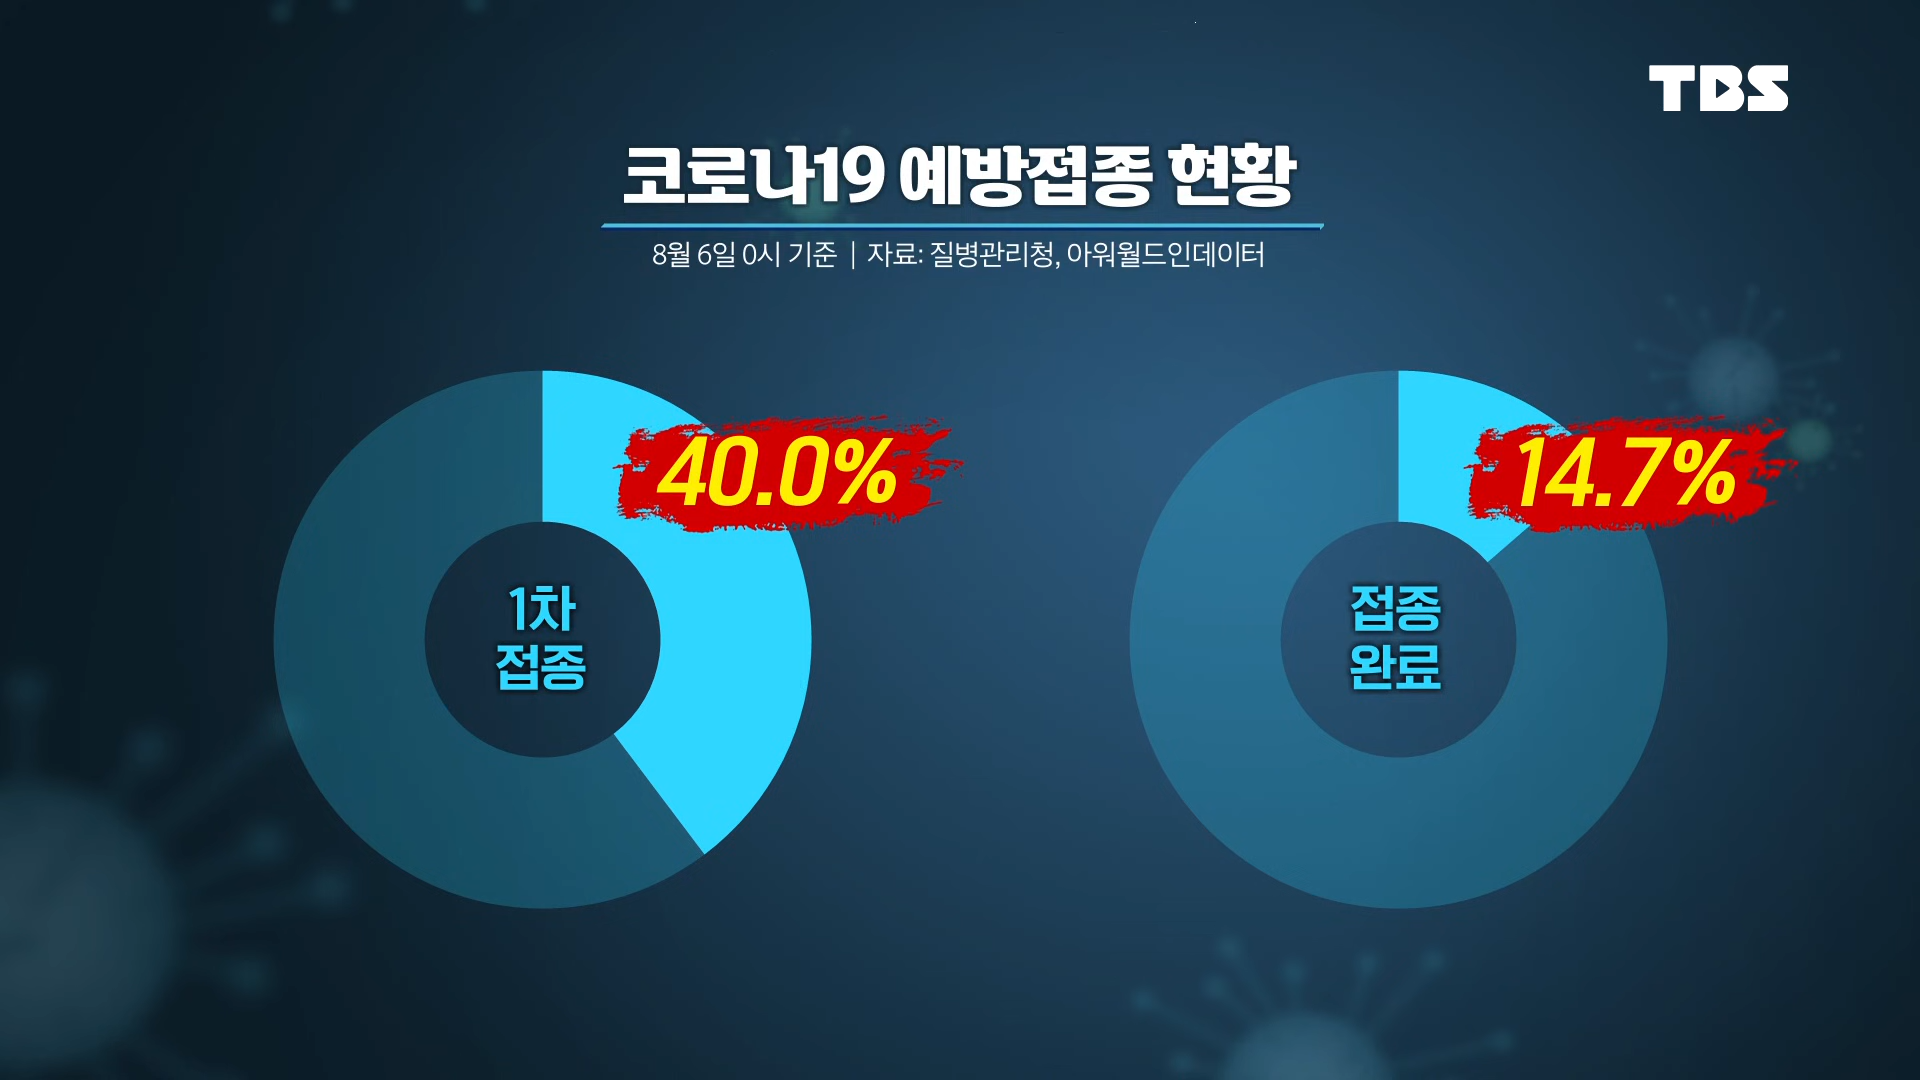 TBS
코로나19 예방접종 현황
8월 6일 0시 기준 | 자료: 질병관리청, 아워월드인데이터
40.0%
1차
접종
14.7%
접종
완료